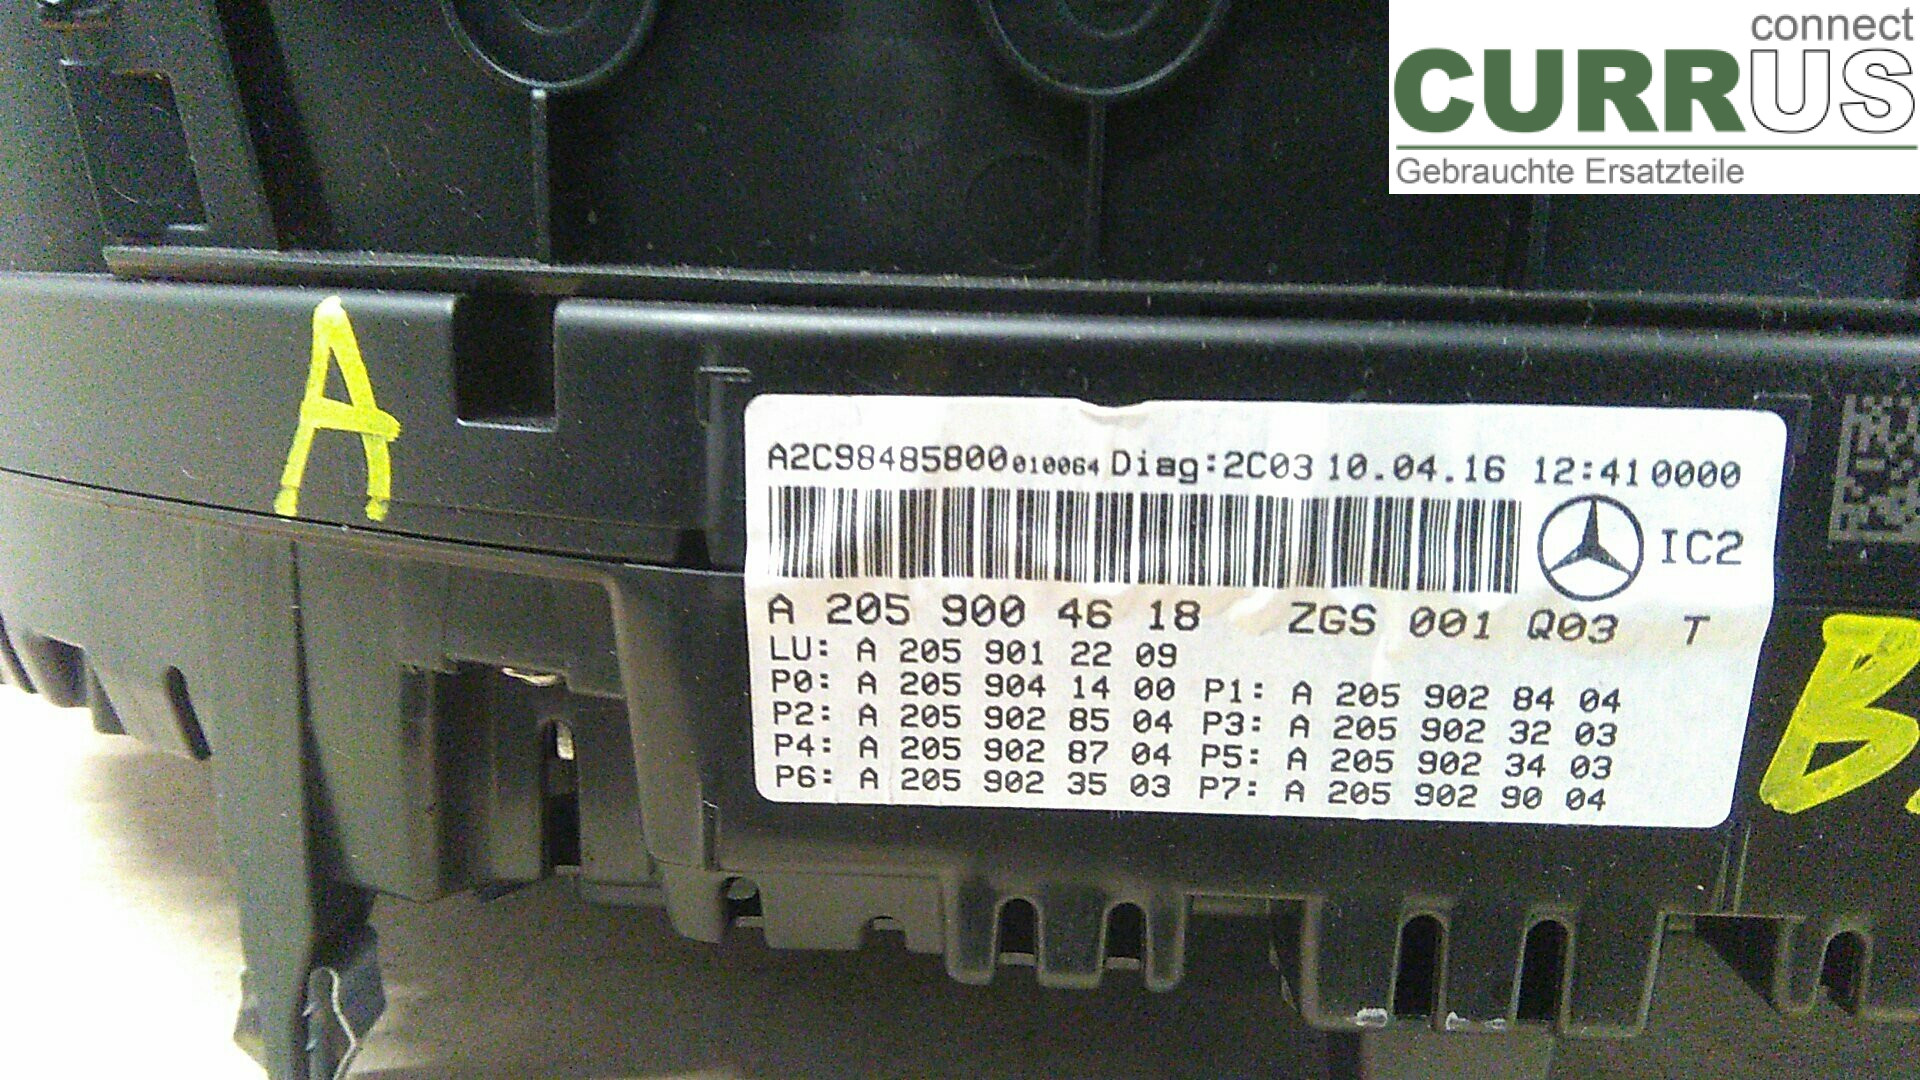 connect
CURRUS
Gebrauchte Ersatzteile
A
A2C98485800010064 Diag:2C03 10.04.16 12:41 0000
IC2
A 205 900 46 18 ZGS 001 Q03 T
LU: A 205 901 22 09
P0: A 205 904 14 00 P1: A 205 902 84 04
P2: A 205 902 85 04 P3: A 205 902 32 03
P4: A 205 902 87 04 P5: A 205 902 34 03
P6: A 205 902 35 03 P7: A 205 902 90 04
B